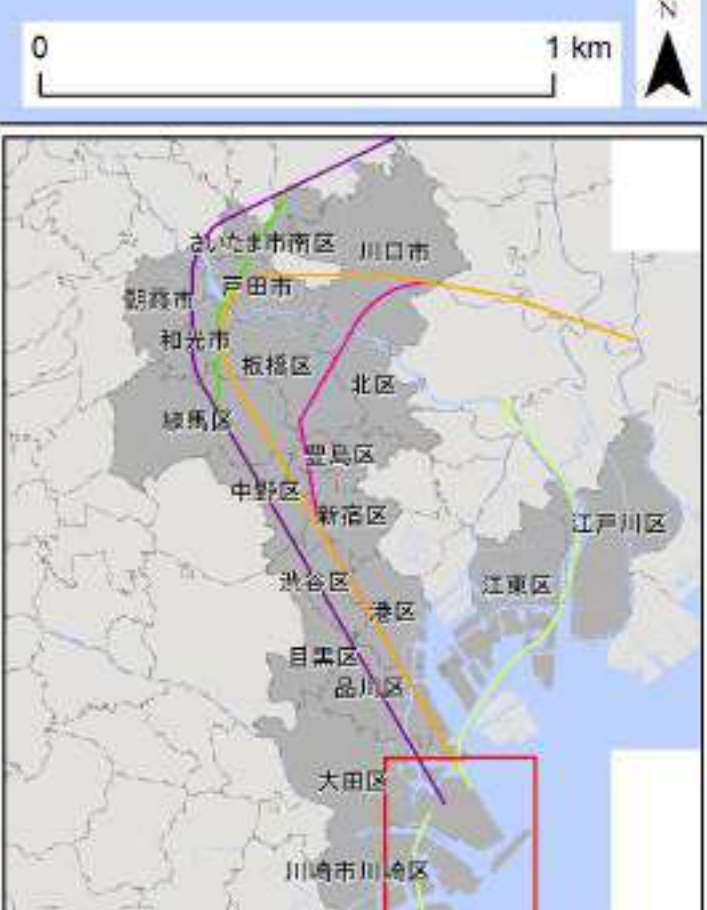 N
0 1 km
さいたま市南区
川口市
戸田市
朝霞市
和光市
板橋区
北区
練馬区
豊島区
中野区
新宿区
江戸川区
渋谷区
江東区
港区
目黒区
品川区
大田区
川崎市川崎区